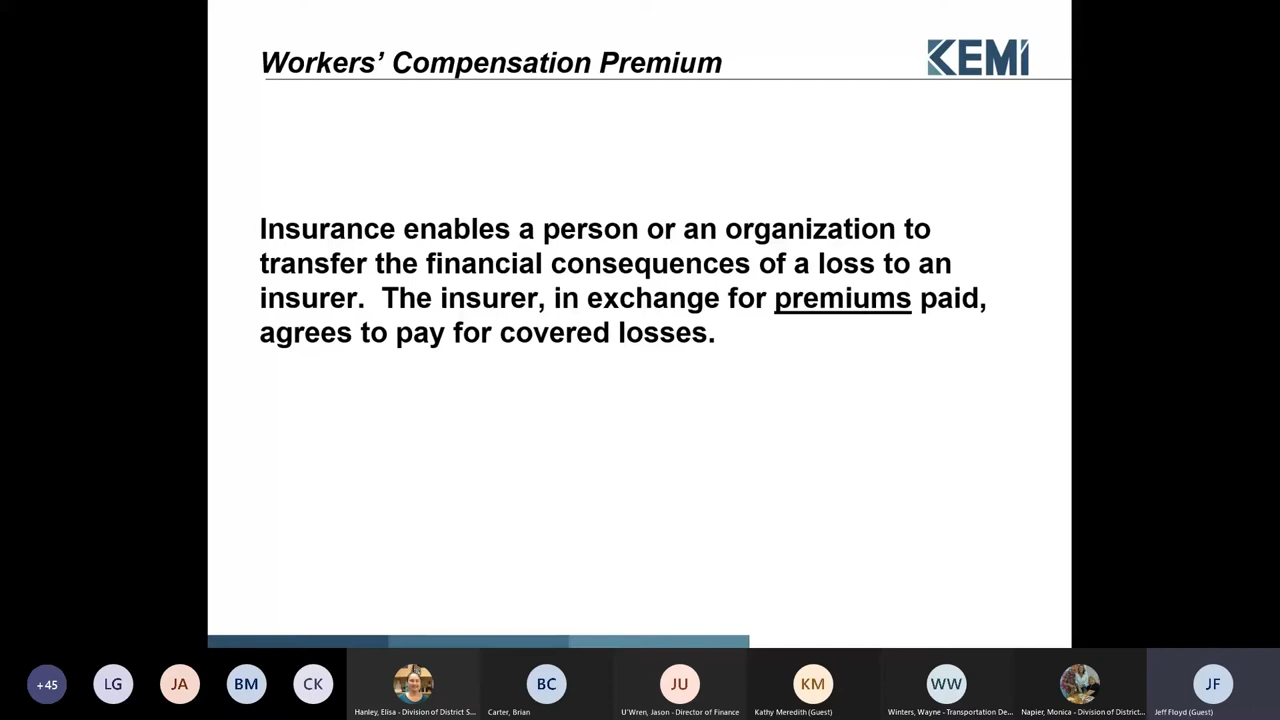 Workers’ Compensation Premium
KEMI
Insurance enables a person or an organization to
transfer the financial consequences of a loss to an
insurer.  The insurer, in exchange for premiums paid,
agrees to pay for covered losses.
+45
LG
JA
BM
CK
BC
JU
KM
WW
JF
Hanley, Elisa - Division of District S...
Carter, Brian
U'Wren, Jason - Director of Finance
Kathy Meredith (Guest)
Winters, Wayne - Transportation De...
Napier, Monica - Division of District...
Jeff Floyd (Guest)